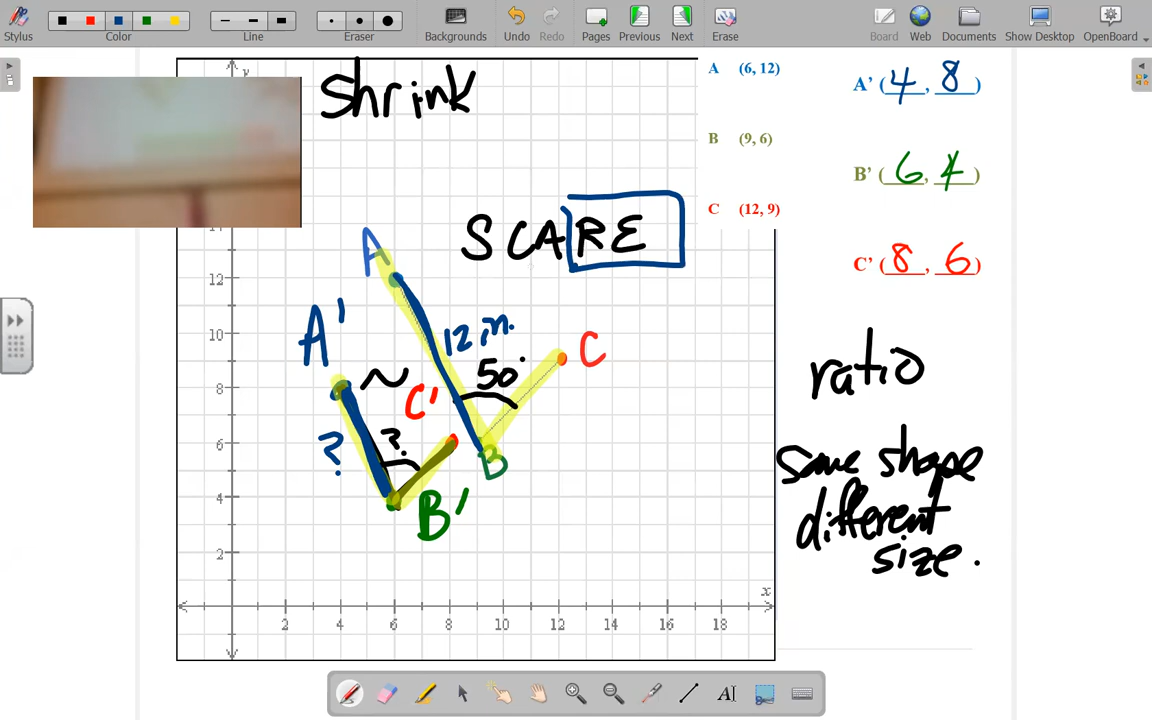 Stylus
Color
Line
Eraser
Backgrounds
Undo
Redo
Pages
Previous
Next
Erase
Board
Web
Documents
Show Desktop
OpenBoard
y
Shrink
A (6, 12)
A’ (4, 8)
B (9, 6)
B’ (6, 4)
C (12, 9)
C’ (8, 6)
SCARE
A
12 in.
50°
C
A'
~
C'
?
?
B
B'
ratio
same shape
different
size.
12
10
8
6
4
2
x
2 4 6 8 10 12 14 16 18